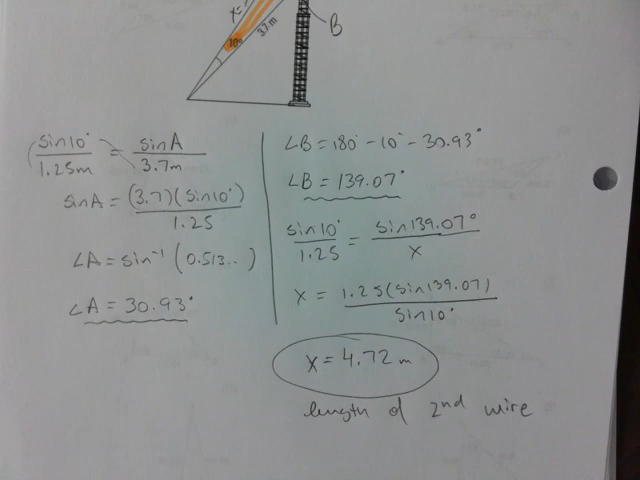 x=
10°
3.7m
B
sin10° / 1.25m = sinA / 3.7m
sinA = (3.7)(sin10°) / 1.25
∠A = sin⁻¹ (0.513..)
∠A = 30.93°
∠B = 180° - 10° - 30.93°
∠B = 139.07°
sin10° / 1.25 = sin139.07° / x
x = 1.25(sin139.07) / sin10°
x = 4.72 m
length of 2nd wire